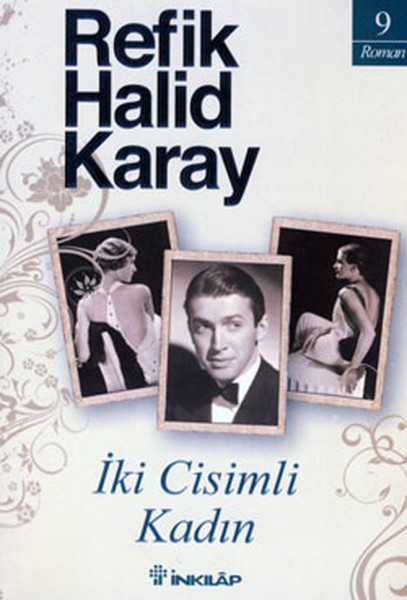 Refik
Halid
Karay
9
Roman
İki Cisimli
Kadın
İNKILÂP